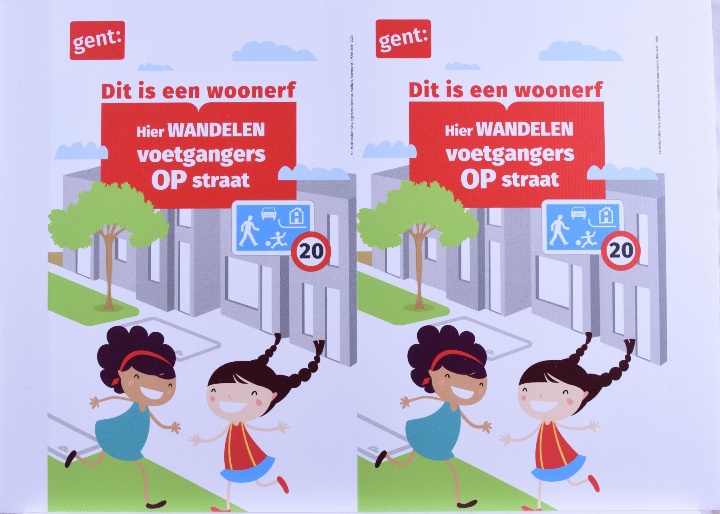 gent:
Dit is een woonerf
Hier WANDELEN
voetgangers
OP straat
20
gent:
Dit is een woonerf
Hier WANDELEN
voetgangers
OP straat
20